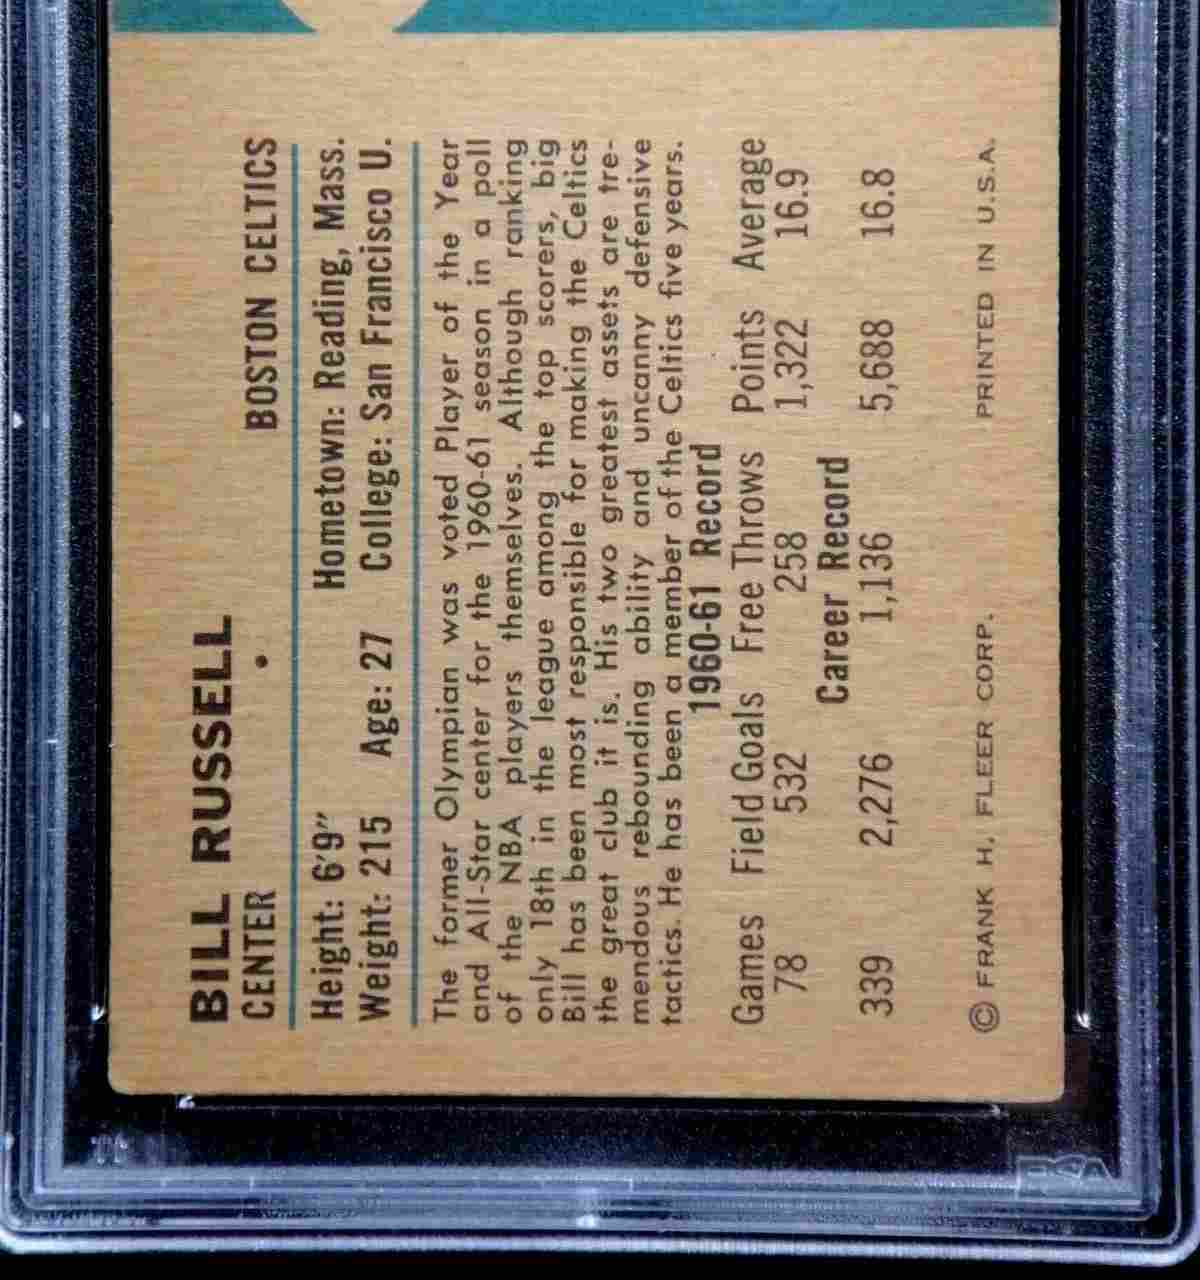 BILL RUSSELL
CENTER • BOSTON CELTICS
Height: 6'9" Hometown: Reading, Mass.
Weight: 215 Age: 27 College: San Francisco U.
The former Olympian was voted Player of the Year
and All-Star center for the 1960-61 season in a poll
of the NBA players themselves. Although ranking
only 18th in the league among the top scorers, big
Bill has been most responsible for making the Celtics
the great club it is. His two greatest assets are tre-
mendous rebounding ability and uncanny defensive
tactics. He has been a member of the Celtics five years.
1960-61 Record
Games Field Goals Free Throws Points Average
78 532 258 1,322 16.9
Career Record
339 2,276 1,136 5,688 16.8
© FRANK H. FLEER CORP. PRINTED IN U.S.A.
PSA